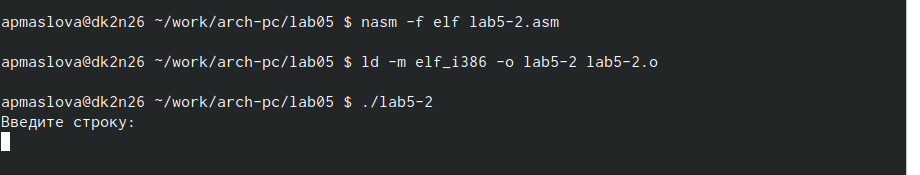 apmaslova@dk2n26 ~/work/arch-pc/lab05 $ nasm -f elf lab5-2.asm
apmaslova@dk2n26 ~/work/arch-pc/lab05 $ ld -m elf_i386 -o lab5-2 lab5-2.o
apmaslova@dk2n26 ~/work/arch-pc/lab05 $ ./lab5-2
Введите строку: